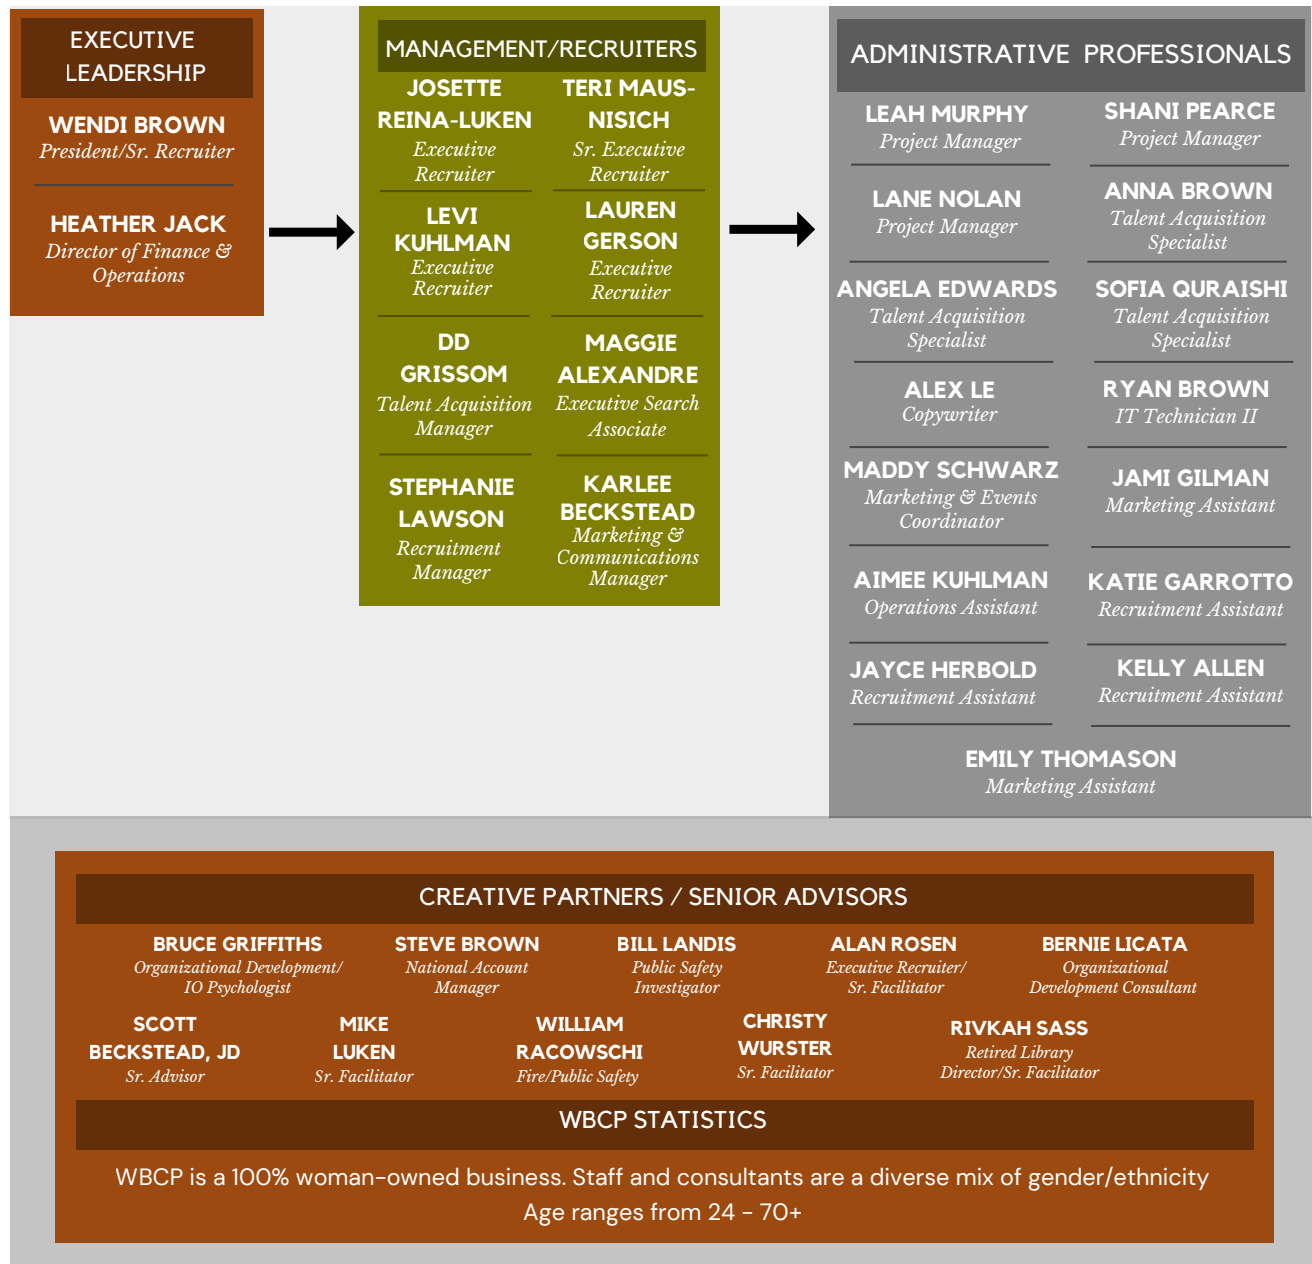 EXECUTIVE
LEADERSHIP
WENDI BROWN
President/Sr. Recruiter
HEATHER JACK
Director of Finance &
Operations
MANAGEMENT/RECRUITERS
JOSETTE
REINA-LUKEN
Executive
Recruiter
TERI MAUS-
NISICH
Sr. Executive
Recruiter
LEVI
KUHLMAN
Executive
Recruiter
LAUREN
GERSON
Executive
Recruiter
DD
GRISSOM
Talent Acquisition
Manager
MAGGIE
ALEXANDRE
Executive Search
Associate
STEPHANIE
LAWSON
Recruitment
Manager
KARLEE
BECKSTEAD
Marketing &
Communications
Manager
ADMINISTRATIVE PROFESSIONALS
LEAH MURPHY
Project Manager
SHANI PEARCE
Project Manager
LANE NOLAN
Project Manager
ANNA BROWN
Talent Acquisition
Specialist
ANGELA EDWARDS
Talent Acquisition
Specialist
SOFIA QURAISHI
Talent Acquisition
Specialist
ALEX LE
Copywriter
RYAN BROWN
IT Technician II
MADDY SCHWARZ
Marketing & Events
Coordinator
JAMI GILMAN
Marketing Assistant
AIMEE KUHLMAN
Operations Assistant
KATIE GARROTTO
Recruitment Assistant
JAYCE HERBOLD
Recruitment Assistant
KELLY ALLEN
Recruitment Assistant
EMILY THOMASON
Marketing Assistant
CREATIVE PARTNERS / SENIOR ADVISORS
BRUCE GRIFFITHS
Organizational Development/
IO Psychologist
STEVE BROWN
National Account
Manager
BILL LANDIS
Public Safety
Investigator
ALAN ROSEN
Executive Recruiter/
Sr. Facilitator
BERNIE LICATA
Organizational
Development Consultant
SCOTT
BECKSTEAD, JD
Sr. Advisor
MIKE
LUKEN
Sr. Facilitator
WILLIAM
RACOWSCHI
Fire/Public Safety
CHRISTY
WURSTER
Sr. Facilitator
RIVKAH SASS
Retired Library
Director/Sr. Facilitator
WBCP STATISTICS
WBCP is a 100% woman-owned business. Staff and consultants are a diverse mix of gender/ethnicity
Age ranges from 24 - 70+